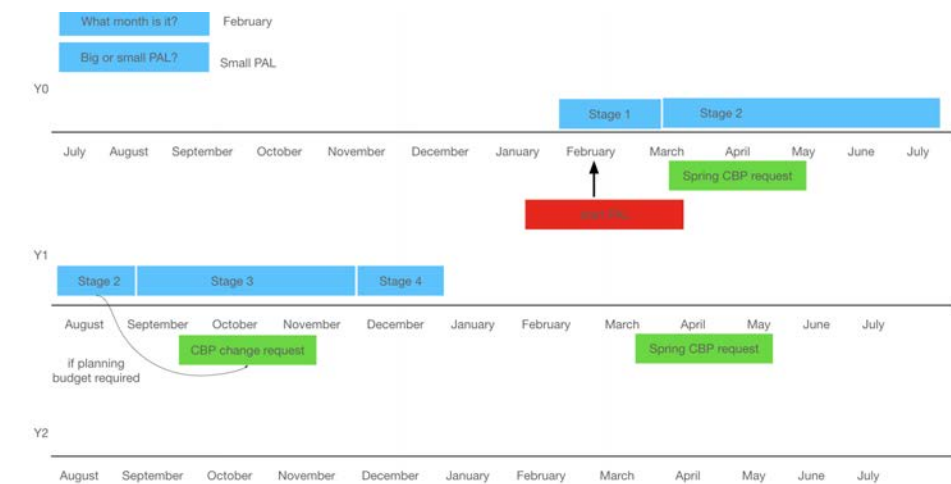 What month is it? February
Big or small PAL? Small PAL
Y0
Stage 1 Stage 2
July August September October November December January February March April May June July
Spring CBP request
Start PAL
Y1
Stage 2 Stage 3 Stage 4
August September October November December January February March April May June July
CBP change request Spring CBP request
if planning
budget required
Y2
August September October November December January February March April May June July